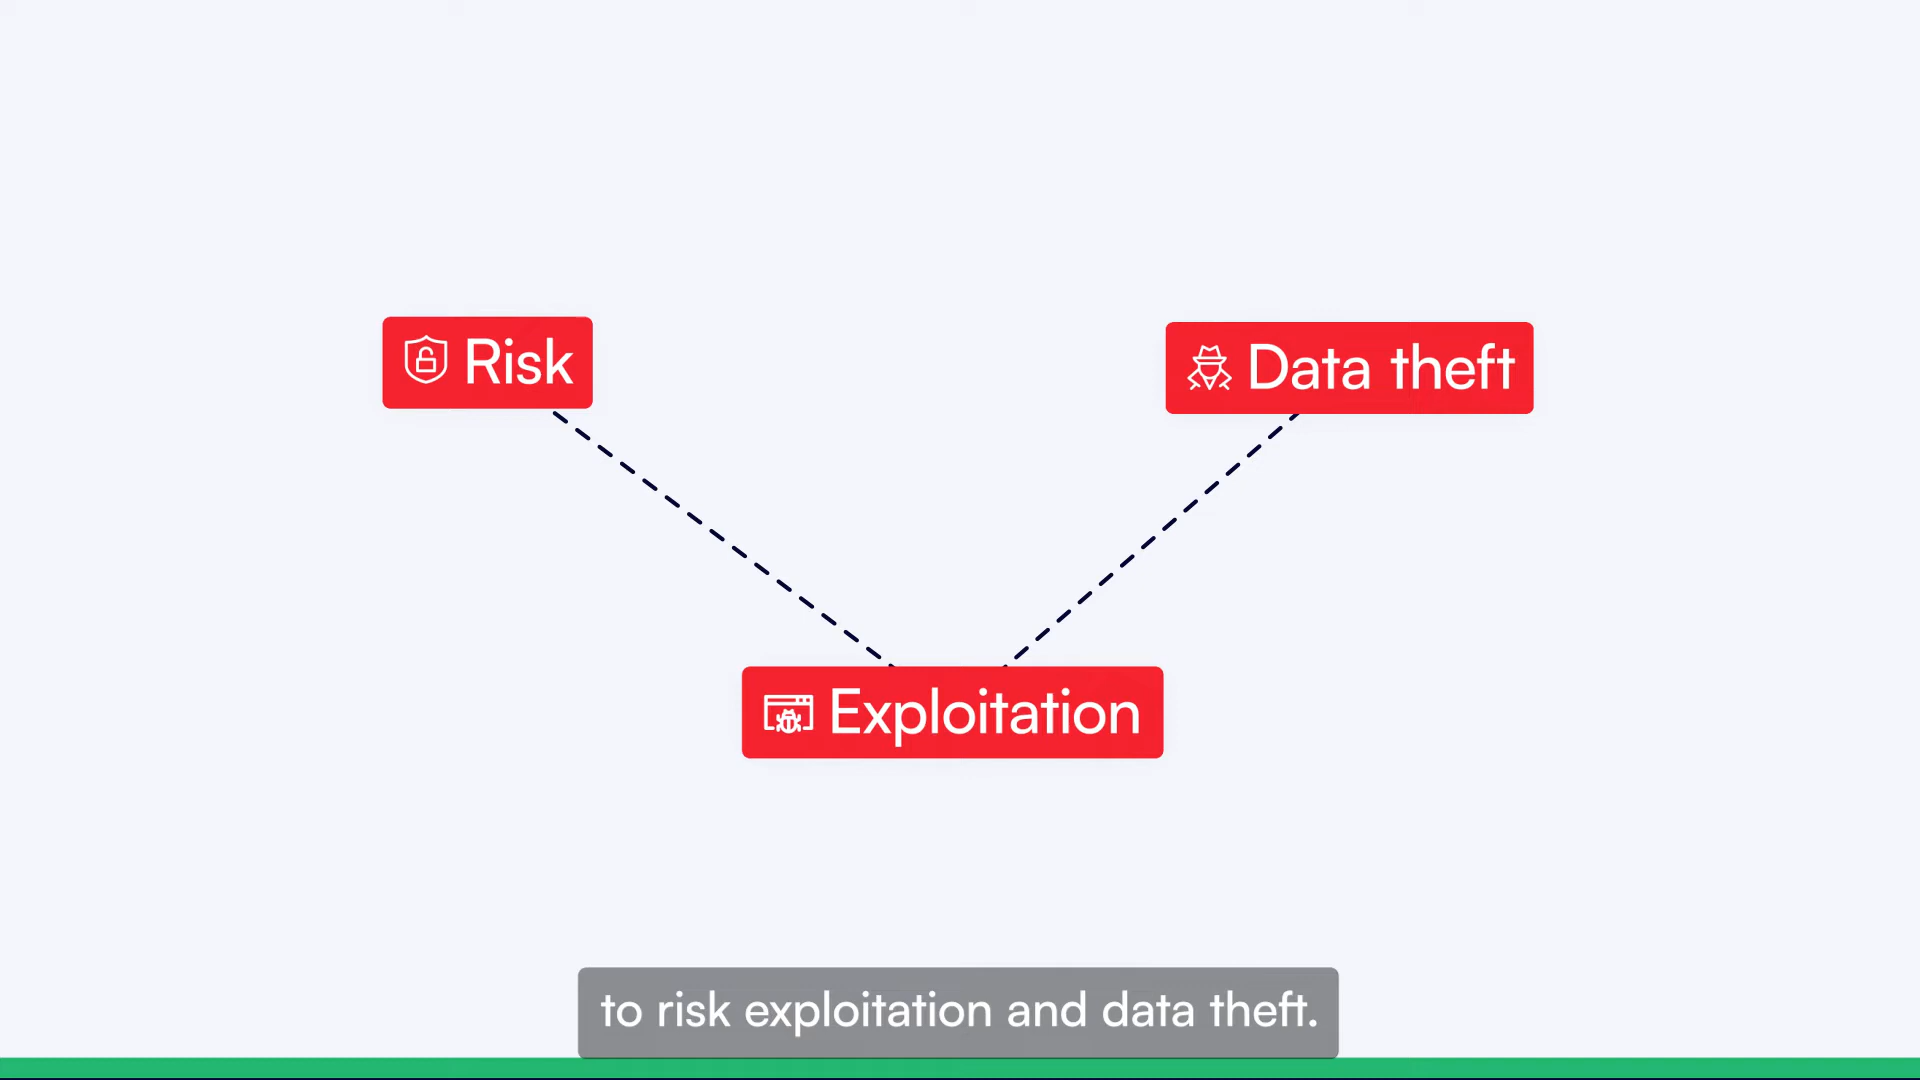 Risk
Data theft
Exploitation
to risk exploitation and data theft.